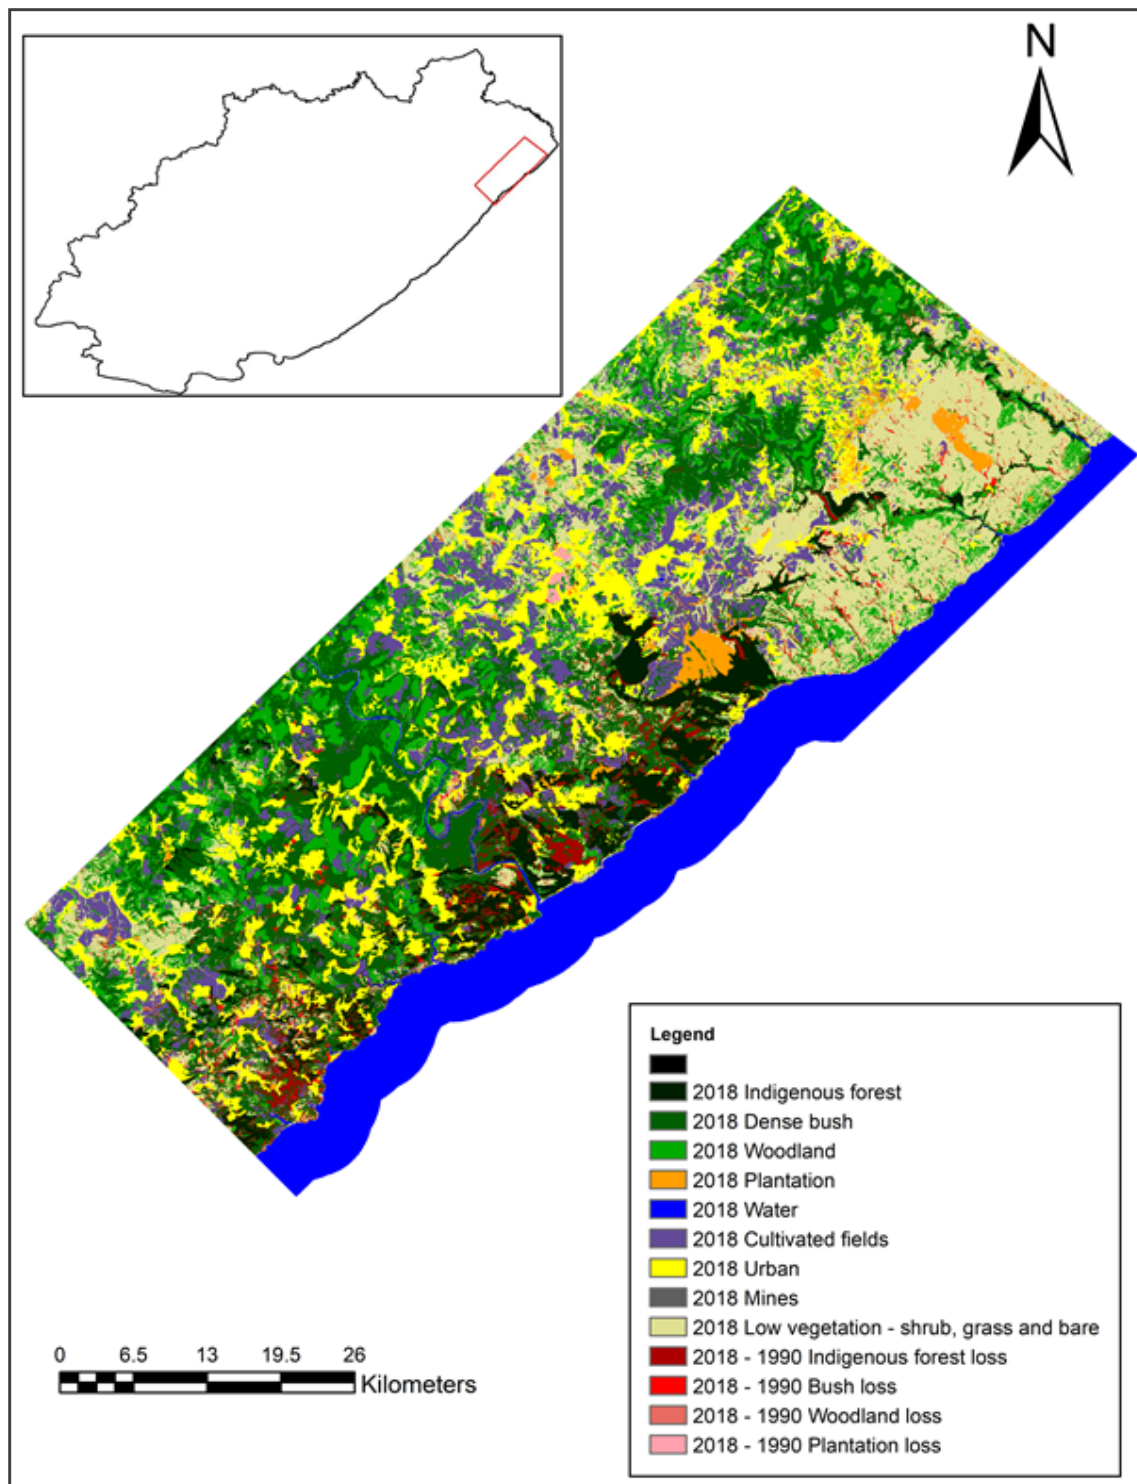 N
Legend
2018 Indigenous forest
2018 Dense bush
2018 Woodland
2018 Plantation
2018 Water
2018 Cultivated fields
2018 Urban
2018 Mines
2018 Low vegetation - shrub, grass and bare
2018 - 1990 Indigenous forest loss
2018 - 1990 Bush loss
2018 - 1990 Woodland loss
2018 - 1990 Plantation loss
0 6.5 13 19.5 26
Kilometers